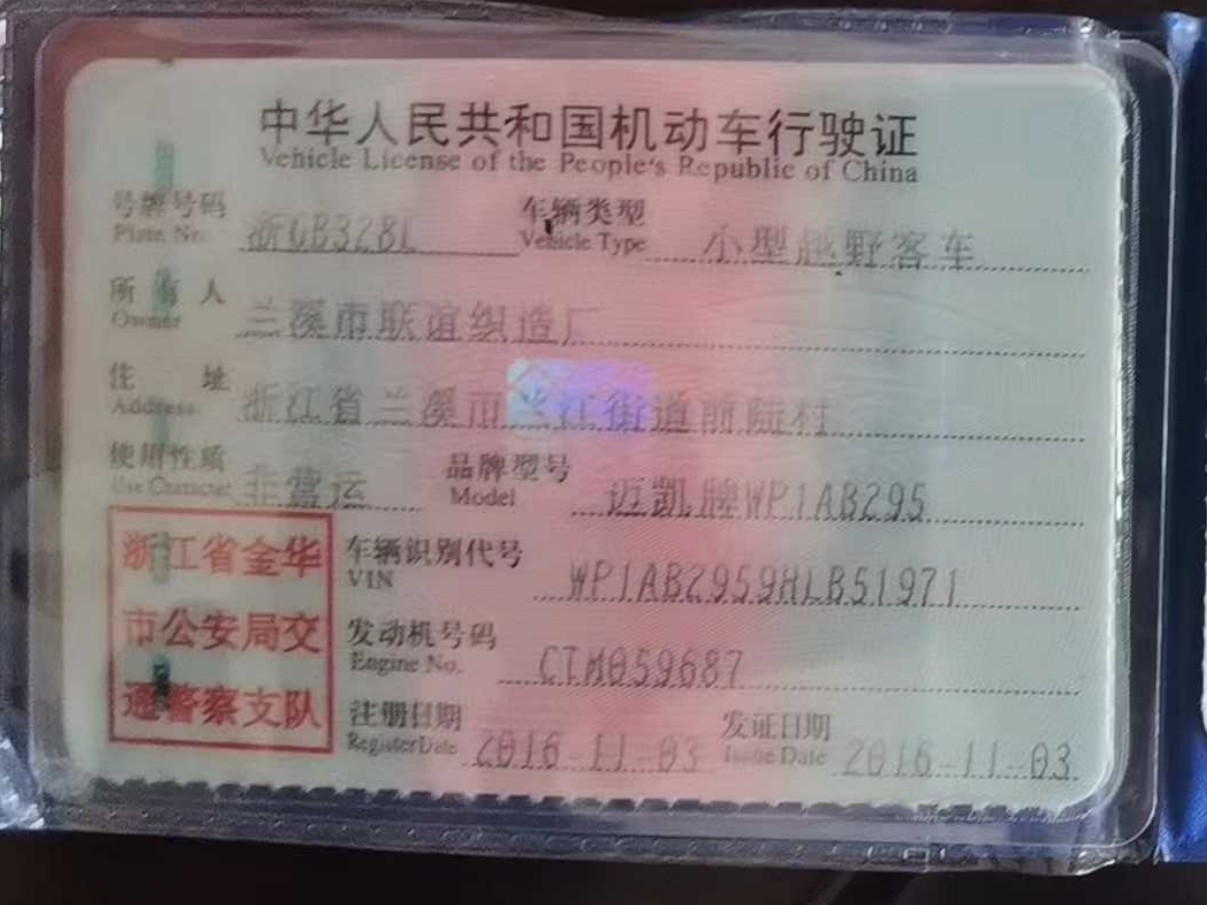 中华人民共和国机动车行驶证
Vehicle License of the People's Republic of China
号牌号码 浙GB328L 车辆类型 小型越野客车
Plate No. Vehicle Type
所有人 兰溪市联谊织造厂
Owner
住址 浙江省兰溪市兰江街道前陆村
Address
使用性质 非营运 品牌型号 迈凯牌WP1AB295
Use Character Model
浙江省金华 车辆识别代号 WP1AB2959HLB51971
VIN
市公安局交 发动机号码 CTM059687
Engine No.
通警察支队 注册日期 2016-11-03 发证日期 2016-11-03
Register Date Issue Date